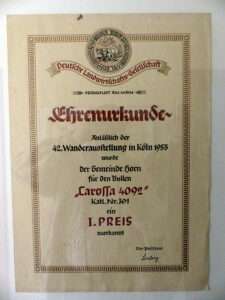 Deutsche Landwirtschafts-Gesellschaft
FRANKFURT AM MAIN
Ehrenurkunde
Anläßlich der
42. Wanderausstellung in Köln 1953
wurde
der Gemeinde Horn
für den Bullen
"Carossa 4092"
Katl. Nr. 301
ein
I. PREIS
zuerkannt
Der Präsident